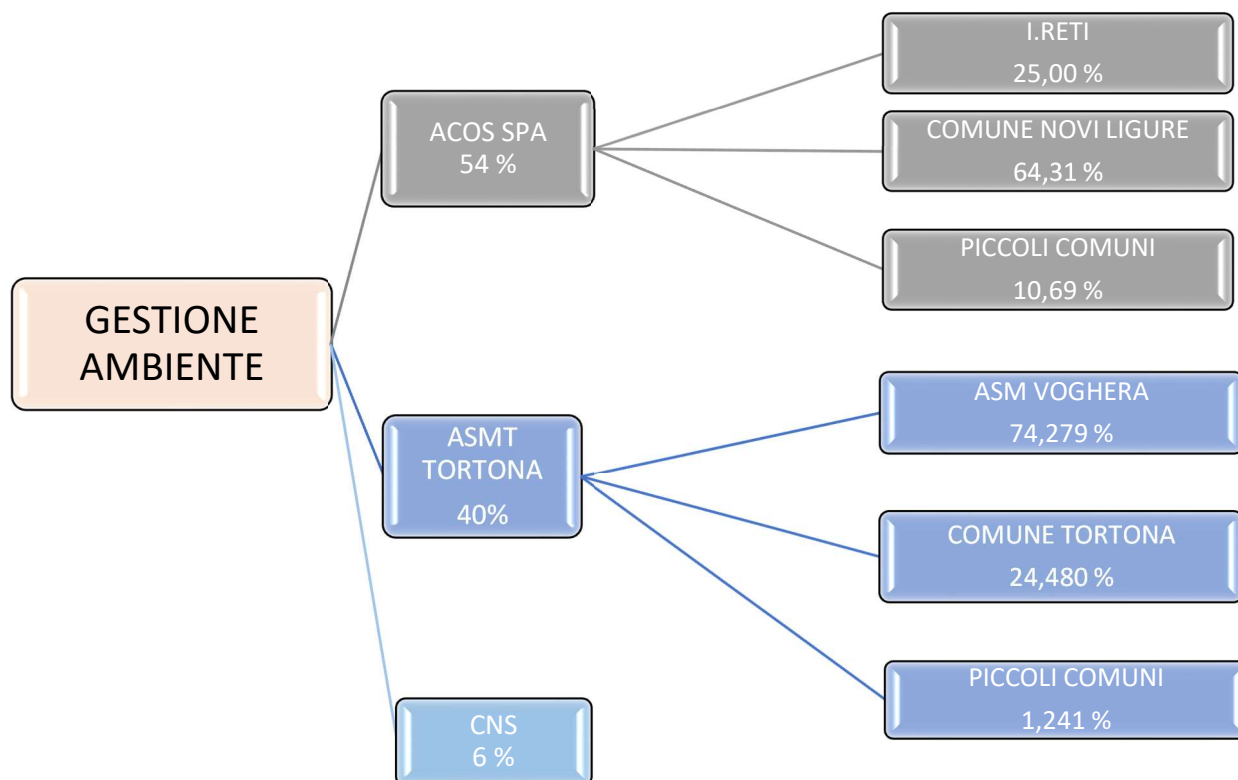 GESTIONE
AMBIENTE
ACOS SPA
54 %
I.RETI
25,00 %
COMUNE NOVI LIGURE
64,31 %
PICCOLI COMUNI
10,69 %
ASMT
TORTONA
40%
ASM VOGHERA
74,279 %
COMUNE TORTONA
24,480 %
PICCOLI COMUNI
1,241 %
CNS
6 %